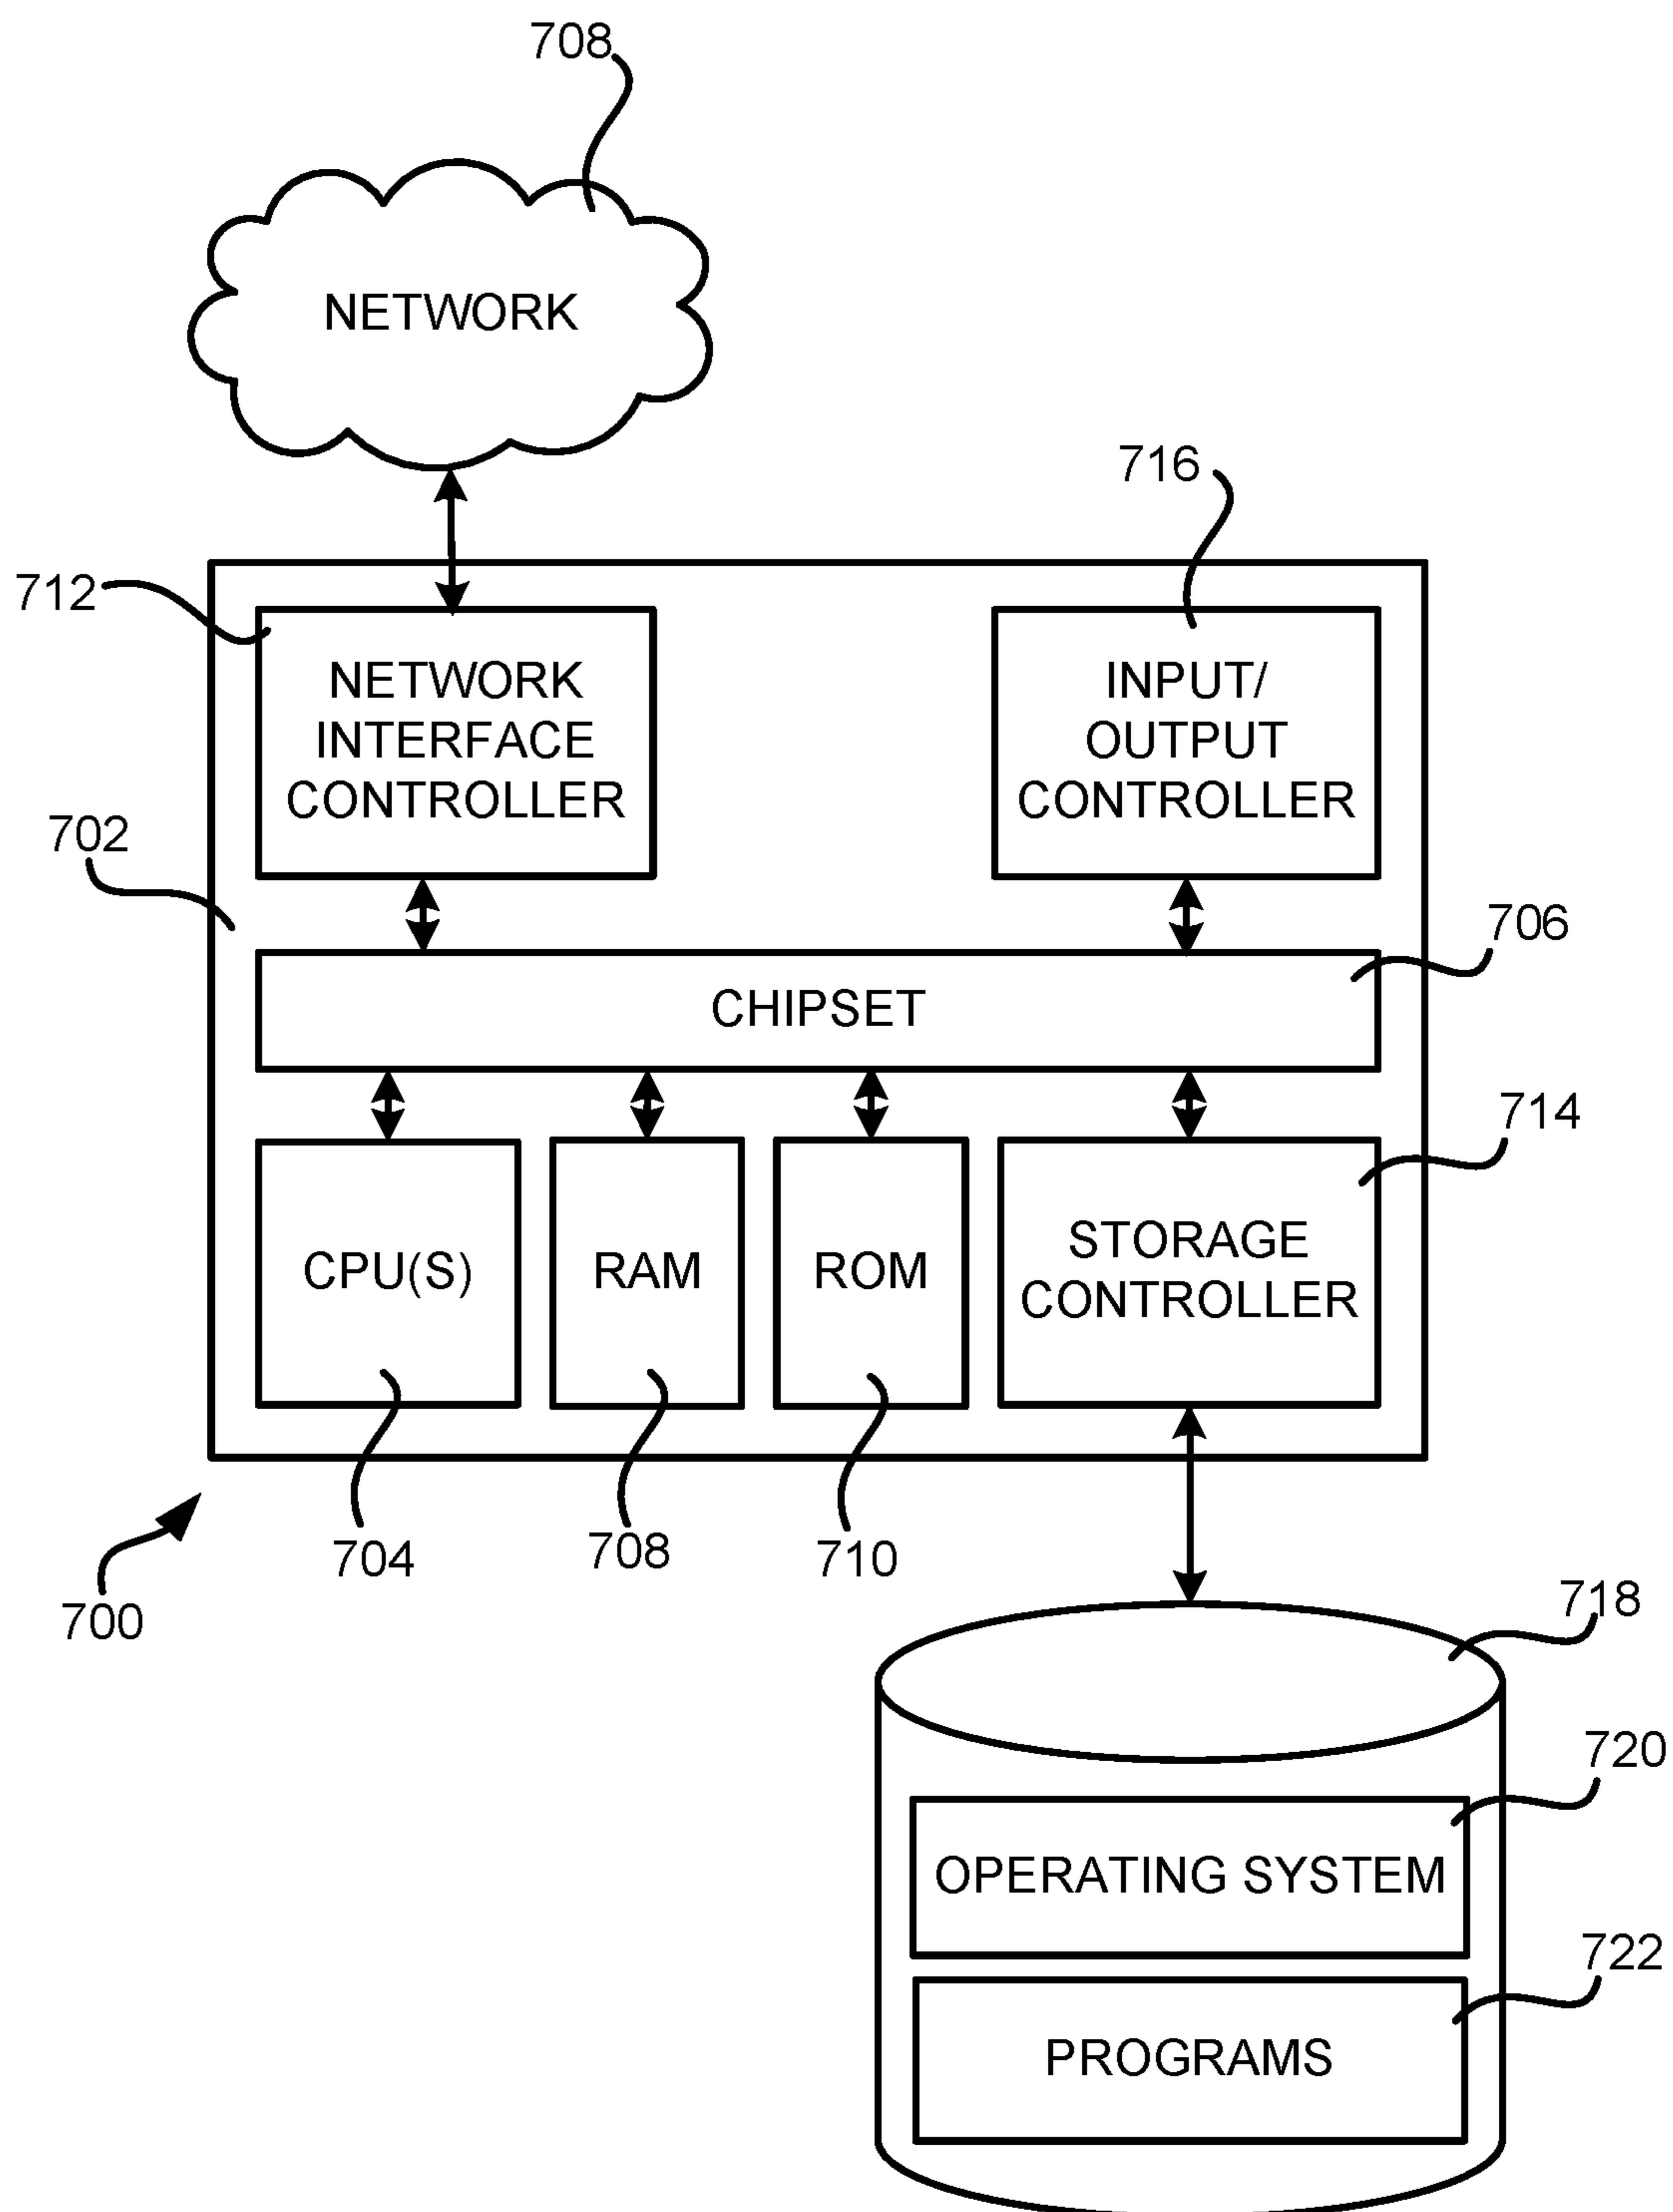 708
NETWORK
716
712
NETWORK
INTERFACE
CONTROLLER
INPUT/
OUTPUT
CONTROLLER
702
706
CHIPSET
714
CPU(S)
RAM
ROM
STORAGE
CONTROLLER
704
708
710
700
718
720
OPERATING SYSTEM
722
PROGRAMS